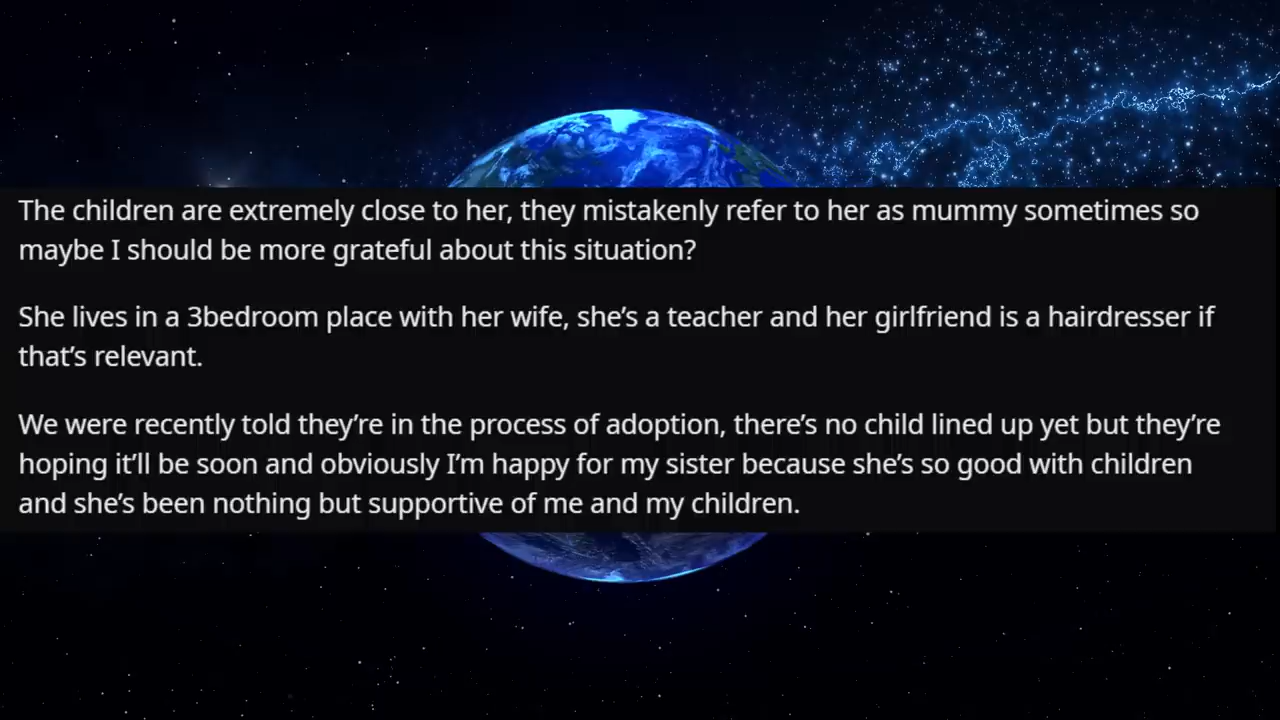 The children are extremely close to her, they mistakenly refer to her as mummy sometimes so
maybe I should be more grateful about this situation?
She lives in a 3bedroom place with her wife, she’s a teacher and her girlfriend is a hairdresser if
that’s relevant.
We were recently told they’re in the process of adoption, there’s no child lined up yet but they’re
hoping it’ll be soon and obviously I’m happy for my sister because she’s so good with children
and she’s been nothing but supportive of me and my children.